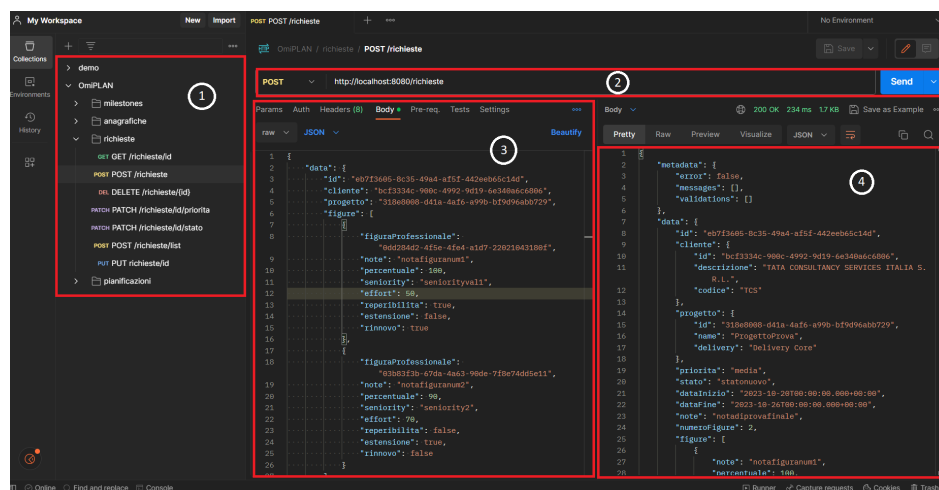 My Workspace New Import POST POST /richieste + ••• No Environment
OmiPLAN / richieste / POST /richieste Save
Collections
Environments
History
demo
OmiPLAN
milestones
anagrafiche
richieste
GET GET /richieste/id
POST POST /richieste
DEL DELETE /richieste/{id}
PATCH PATCH /richieste/id/priorita
PATCH PATCH /richieste/id/stato
POST POST /richieste/list
PUT PUT richieste/id
pianificazioni
1
POST http://localhost:8080/richieste 2 Send
Params Auth Headers (8) Body Pre-req. Tests Settings •••
raw JSON Beautify
3
1 {
2 "data": {
3 "id": "eb7f3605-8c35-49a4-af5f-442eeb65c14d",
4 "cliente": "bcf3334c-900c-4992-9d19-6e340a6c6806",
5 "progetto": "318e8008-d41a-4af6-a99b-bf9d96abb729",
6 "figure": [
7 {
8 "figuraProfessionale":
"0dd284d2-4f5e-4fe4-a1d7-22021043180f",
9 "note": "notafiguranum1",
10 "percentuale": 100,
11 "seniority": "seniorityval1",
12 "effort": 50,
13 "reperibilita": true,
14 "estensione": false,
15 "rinnovo": true
16 },
17 {
18 "figuraProfessionale":
"03b83f3b-67da-4a63-90de-7f8e74dd5e11",
19 "note": "notafiguranum2",
20 "percentuale": 90,
21 "seniority": "seniority2",
22 "effort": 70,
23 "reperibilita": false,
24 "estensione": true,
25 "rinnovo": false
26 }
Body 200 OK 234 ms 1.7 KB Save as Example •••
Pretty Raw Preview Visualize JSON
4
1 {
2 "metadata": {
3 "error": false,
4 "messages": [],
5 "validations": []
6 },
7 "data": {
8 "id": "eb7f3605-8c35-49a4-af5f-442eeb65c14d",
9 "cliente": {
10 "id": "bcf3334c-900c-4992-9d19-6e340a6c6806",
11 "descrizione": "TATA CONSULTANCY SERVICES ITALIA S.
R.L.",
12 "codice": "TCS"
13 },
14 "progetto": {
15 "id": "318e8008-d41a-4af6-a99b-bf9d96abb729",
16 "name": "ProgettoProva",
17 "delivery": "Delivery Core"
18 },
19 "priorita": "media",
20 "stato": "statonuovo",
21 "dataInizio": "2023-10-20T00:00:00.000+00:00",
22 "dataFine": "2023-10-26T00:00:00.000+00:00",
23 "note": "notadiprovafinale",
24 "numeroFigure": 2,
25 "figure": [
26 {
27 "note": "notafiguranum1",
28 "percentuale": 100,
Online Find and replace Console Runner Capture requests Cookies Trash